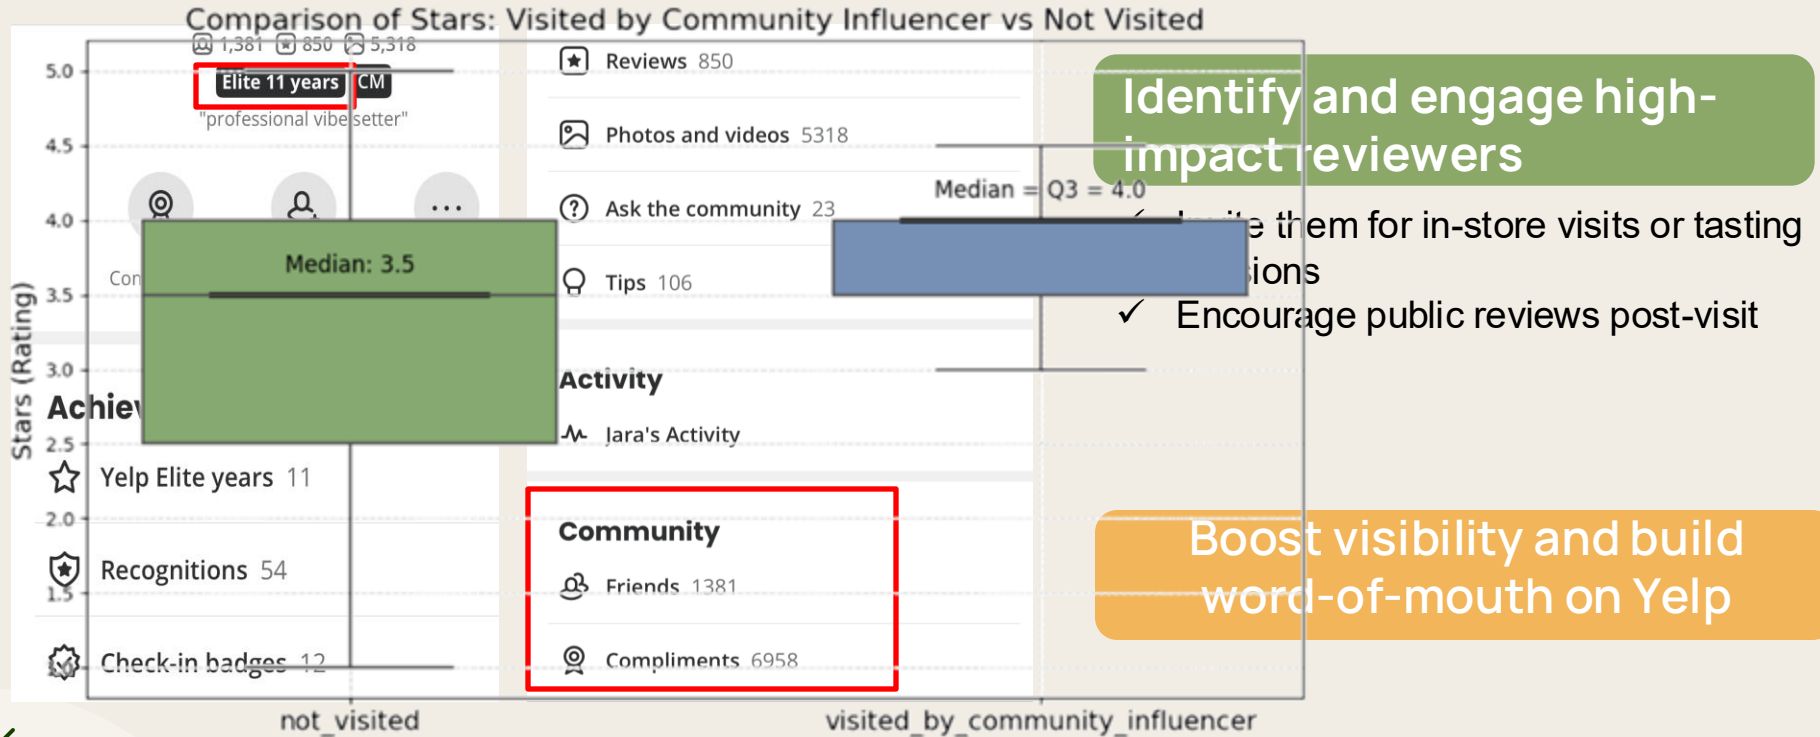 Comparison of Stars: Visited by Community Influencer vs Not Visited
1,381 850 5,318
Elite 11 years CM
"professional vibe setter"
Reviews 850
Photos and videos 5318
Ask the community 23
Tips 106
Activity
Jara's Activity
Community
Friends 1381
Compliments 6958
Yelp Elite years 11
Recognitions 54
Check-in badges 12
Stars (Rating)
5.0
4.5
4.0
3.5
3.0
2.5
2.0
1.5
1.0
Median: 3.5
Median = Q3 = 4.0
not_visited
visited_by_community_influencer
Identify and engage high-
impact reviewers
them for in-store visits or tasting
✓ Encourage public reviews post-visit
Boost visibility and build
word-of-mouth on Yelp